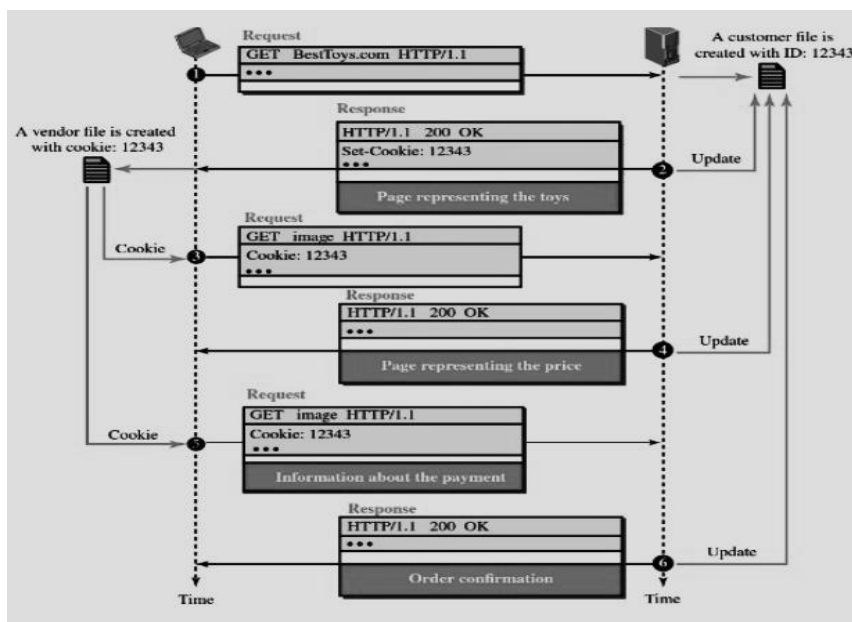 Request
GET BestToys.com HTTP/1.1
•••
1
A customer file is
created with ID: 12343
Response
HTTP/1.1 200 OK
Set-Cookie: 12343
•••
Page representing the toys
2
Update
A vendor file is created
with cookie: 12343
Request
GET image HTTP/1.1
Cookie: 12343
•••
Cookie
3
Response
HTTP/1.1 200 OK
•••
Page representing the price
4
Update
Request
GET image HTTP/1.1
Cookie: 12343
•••
Information about the payment
Cookie
5
Response
HTTP/1.1 200 OK
•••
Order confirmation
6
Update
Time
Time